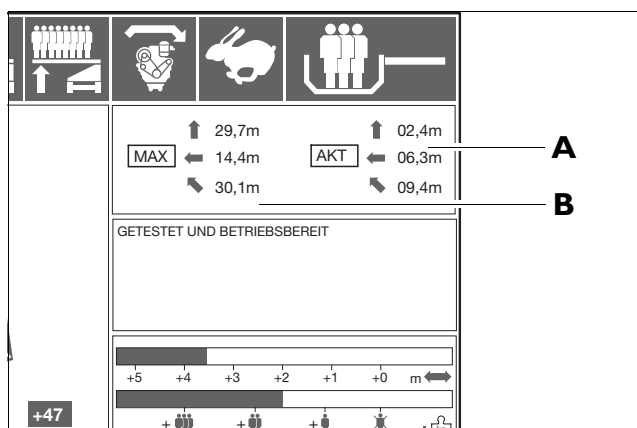 29,7m 02,4m
A
MAX 14,4m AKT 06,3m
30,1m 09,4m
B
GETESTET UND BETRIEBSBEREIT
+5 +4 +3 +2 +1 +0 m
+47
+ + +